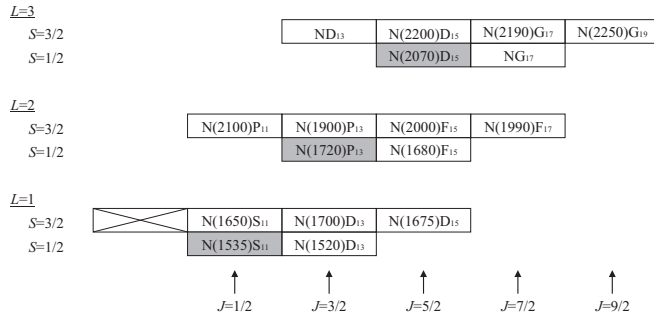 L=3
S=3/2 ND13 N(2200)D15 N(2190)G17 N(2250)G19
S=1/2 N(2070)D15 NG17
L=2
S=3/2 N(2100)P11 N(1900)P13 N(2000)F15 N(1990)F17
S=1/2 N(1720)P13 N(1680)F15
L=1
S=3/2 N(1650)S11 N(1700)D13 N(1675)D15
S=1/2 N(1535)S11 N(1520)D13
J=1/2 J=3/2 J=5/2 J=7/2 J=9/2